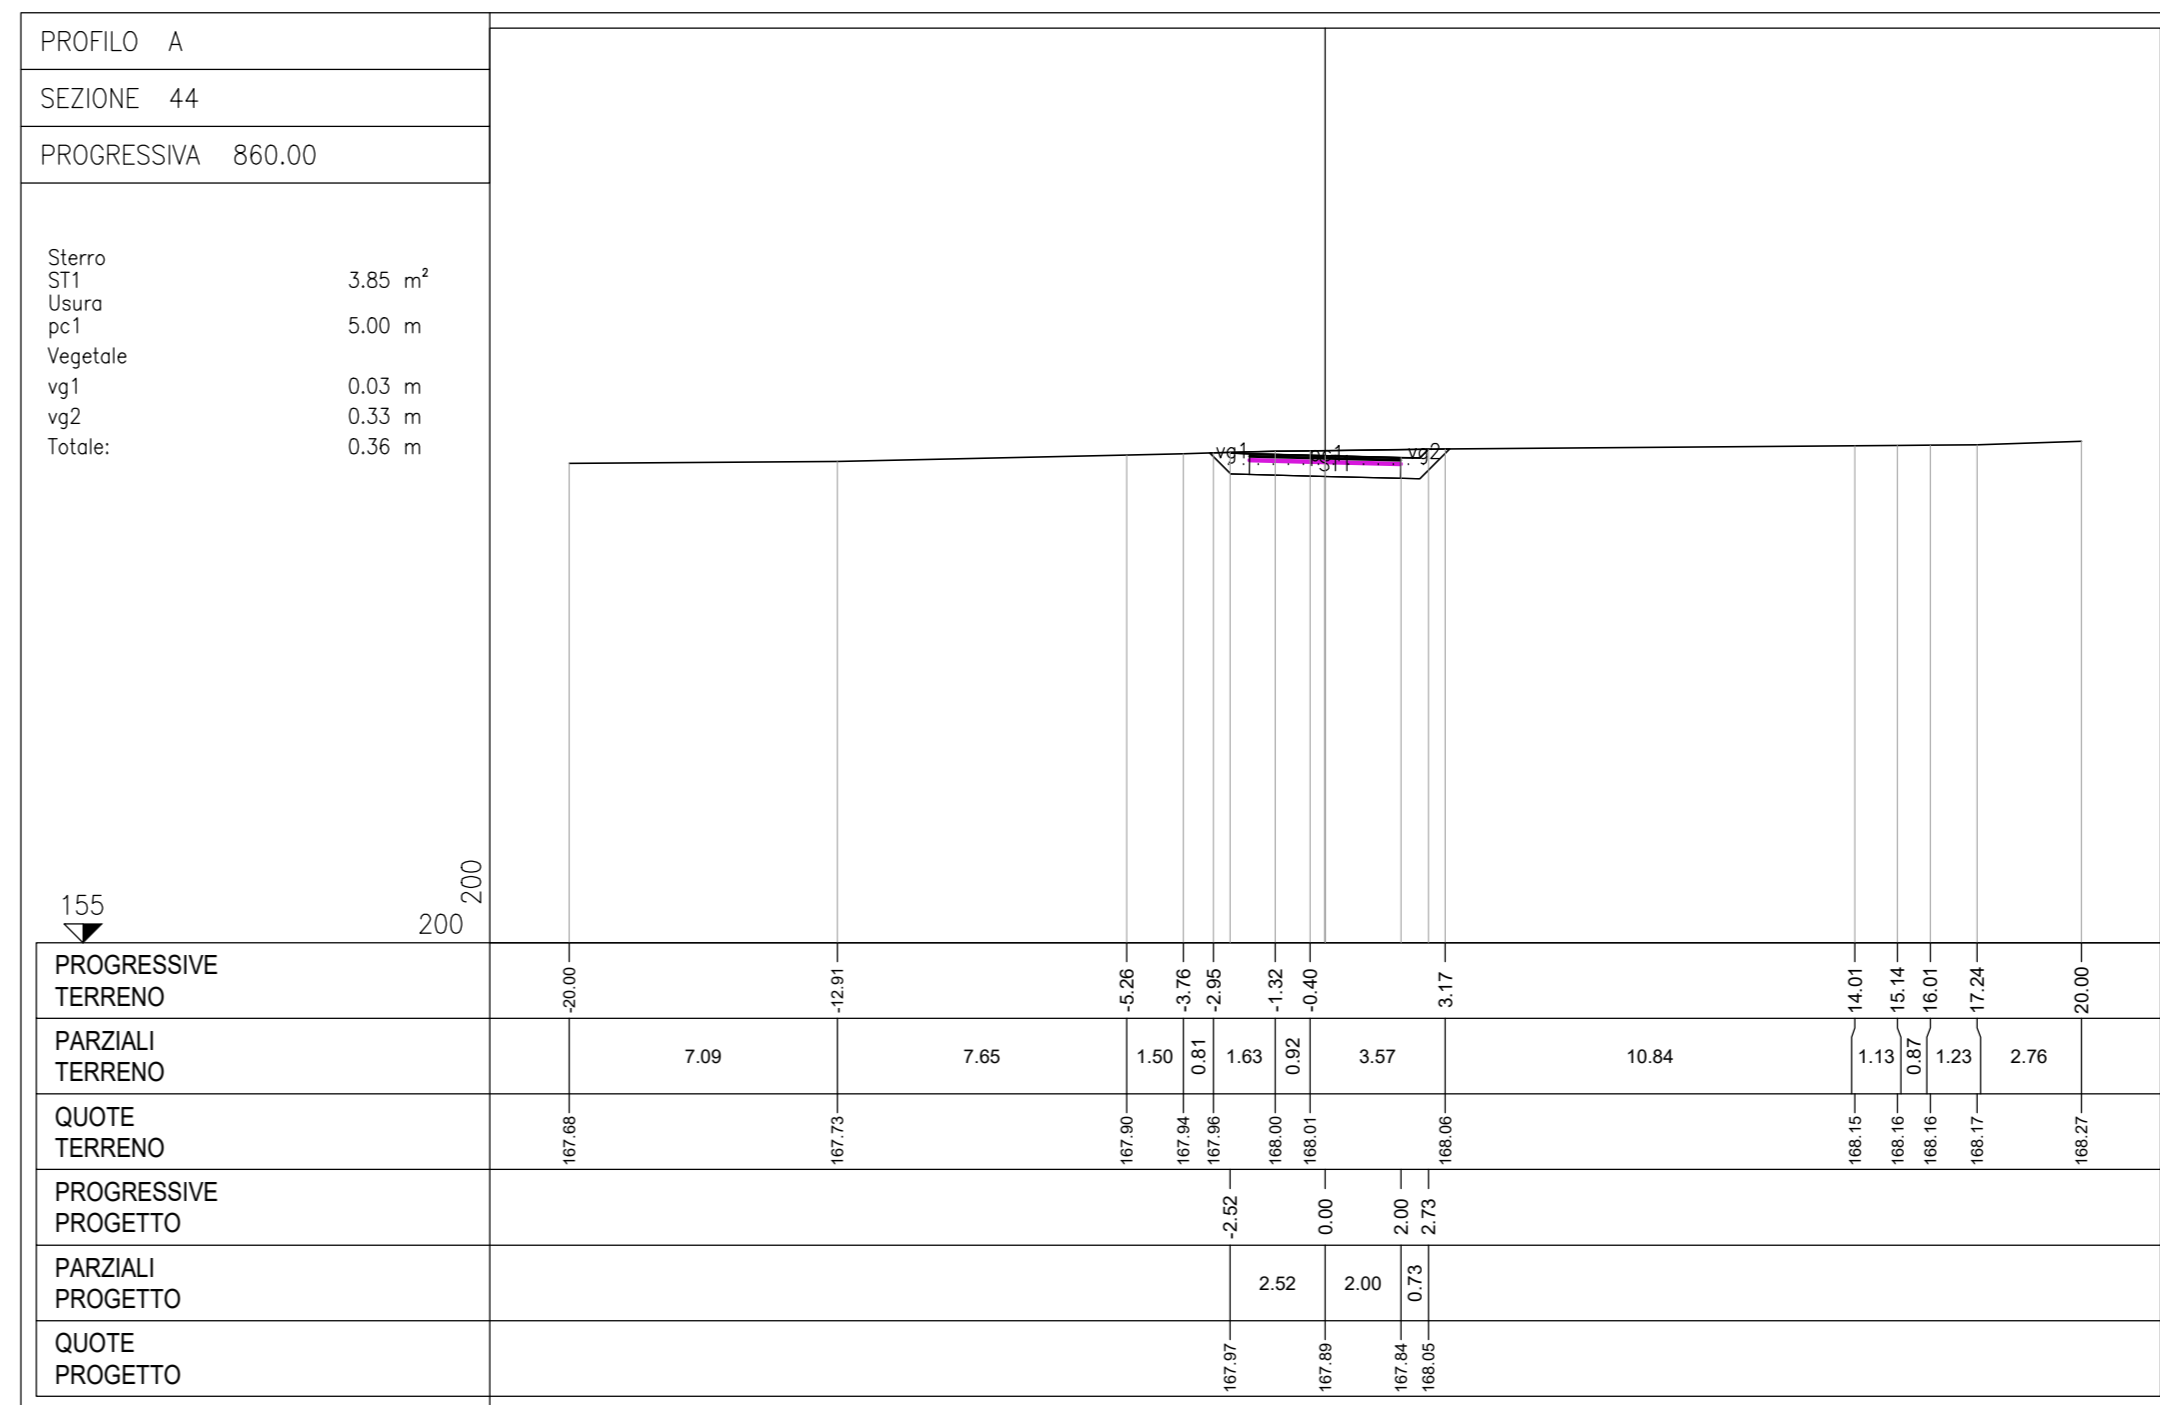 PROFILO A
SEZIONE 44
PROGRESSIVA 860.00
Sterro
ST1 3.85 m²
Usura
pc1 5.00 m
Vegetale
vg1 0.03 m
vg2 0.33 m
Totale: 0.36 m
vg1 pc1 vg2
ST1
155
200
200
PROGRESSIVE
TERRENO
-20.00 -12.91 -5.26 -3.76 -2.95 -1.32 -0.40 3.17 14.01 15.14 16.01 17.24 20.00
PARZIALI
TERRENO
7.09 7.65 1.50 0.81 1.63 0.92 3.57 10.84 1.13 0.87 1.23 2.76
QUOTE
TERRENO
167.68 167.73 167.90 167.94 167.96 168.00 168.01 168.06 168.15 168.16 168.16 168.17 168.27
PROGRESSIVE
PROGETTO
-2.52 0.00 2.00 2.73
PARZIALI
PROGETTO
2.52 2.00 0.73
QUOTE
PROGETTO
167.97 167.89 167.84 168.05